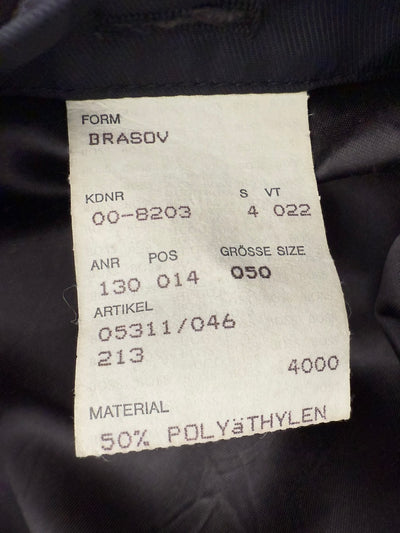 FORM
BRASOV
KDNR S VT
00-8203 4 022
ANR POS GRÖSSE SIZE
130 014 050
ARTIKEL
05311/046
213 4000
MATERIAL
50% POLYäTHYLEN